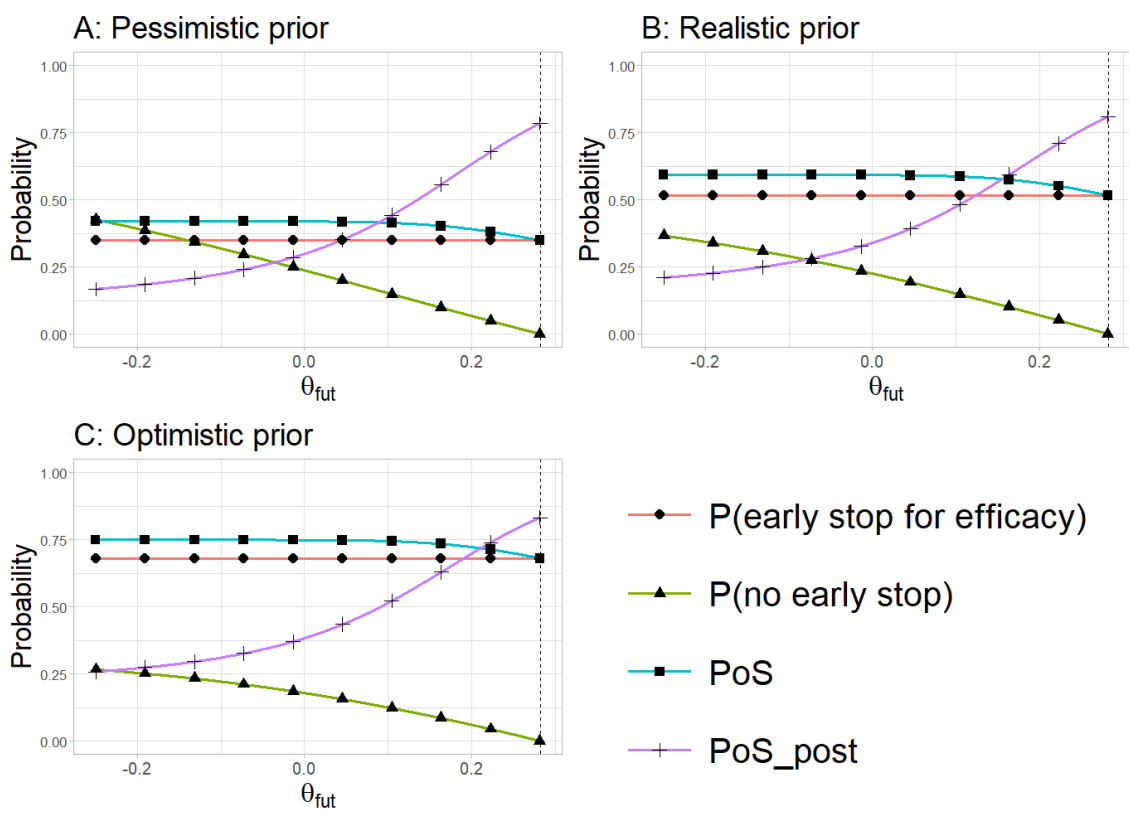 A: Pessimistic prior
1.00
0.75
0.50
0.25
0.00
Probability
-0.2
0.0
0.2
θfut
B: Realistic prior
1.00
0.75
0.50
0.25
0.00
Probability
-0.2
0.0
0.2
θfut
C: Optimistic prior
1.00
0.75
0.50
0.25
0.00
Probability
-0.2
0.0
0.2
θfut
P(early stop for efficacy)
P(no early stop)
PoS
PoS_post